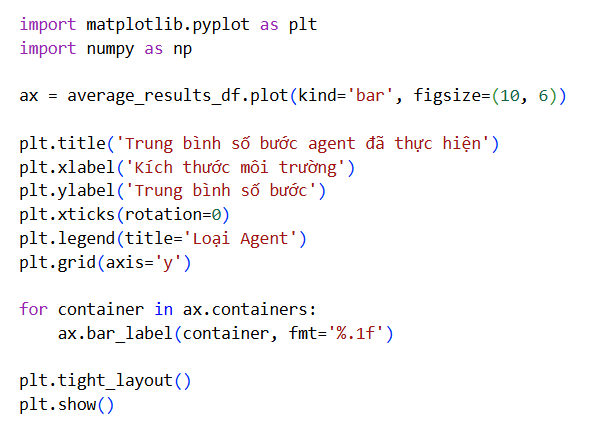 import matplotlib.pyplot as plt
import numpy as np

ax = average_results_df.plot(kind='bar', figsize=(10, 6))

plt.title('Trung bình số bước agent đã thực hiện')
plt.xlabel('Kích thước môi trường')
plt.ylabel('Trung bình số bước')
plt.xticks(rotation=0)
plt.legend(title='Loại Agent')
plt.grid(axis='y')

for container in ax.containers:
    ax.bar_label(container, fmt='%.1f')

plt.tight_layout()
plt.show()